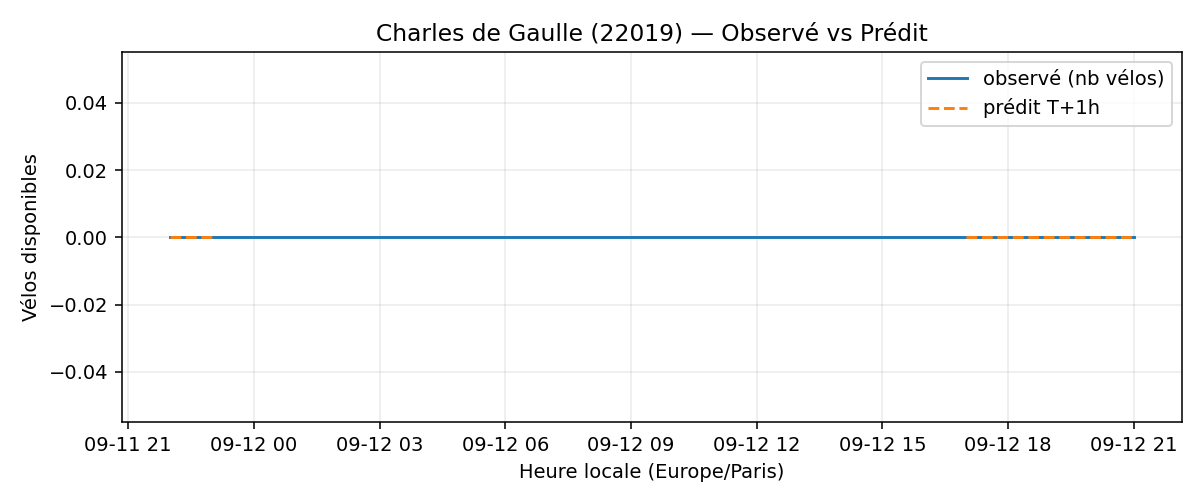 Charles de Gaulle (22019) — Observé vs Prédit
observé (nb vélos)
prédit T+1h
Vélos disponibles
0.04
0.02
0.00
−0.02
−0.04
09-11 21 09-12 00 09-12 03 09-12 06 09-12 09 09-12 12 09-12 15 09-12 18 09-12 21
Heure locale (Europe/Paris)